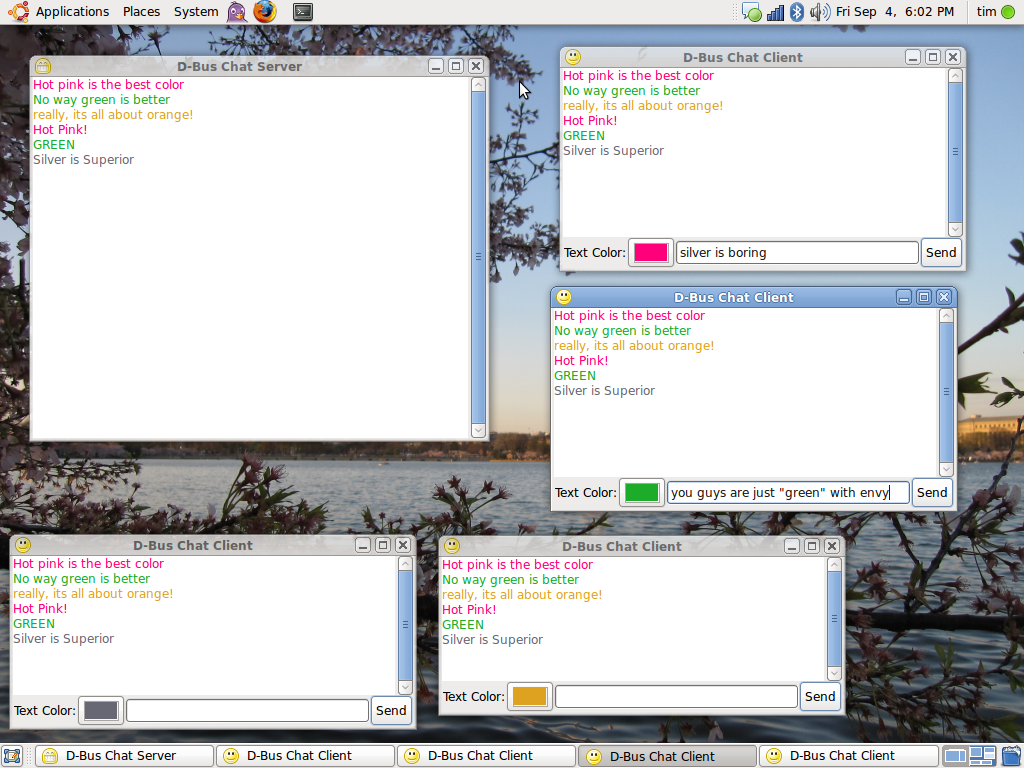 Applications Places System Fri Sep 4, 6:02 PM tim
D-Bus Chat Server
Hot pink is the best color
No way green is better
really, its all about orange!
Hot Pink!
GREEN
Silver is Superior
D-Bus Chat Client
Hot pink is the best color
No way green is better
really, its all about orange!
Hot Pink!
GREEN
Silver is Superior
Text Color: silver is boring Send
D-Bus Chat Client
Hot pink is the best color
No way green is better
really, its all about orange!
Hot Pink!
GREEN
Silver is Superior
Text Color: you guys are just "green" with envy Send
D-Bus Chat Client
Hot pink is the best color
No way green is better
really, its all about orange!
Hot Pink!
GREEN
Silver is Superior
Text Color: Send
D-Bus Chat Client
Hot pink is the best color
No way green is better
really, its all about orange!
Hot Pink!
GREEN
Silver is Superior
Text Color: Send
D-Bus Chat Server D-Bus Chat Client D-Bus Chat Client D-Bus Chat Client D-Bus Chat Client